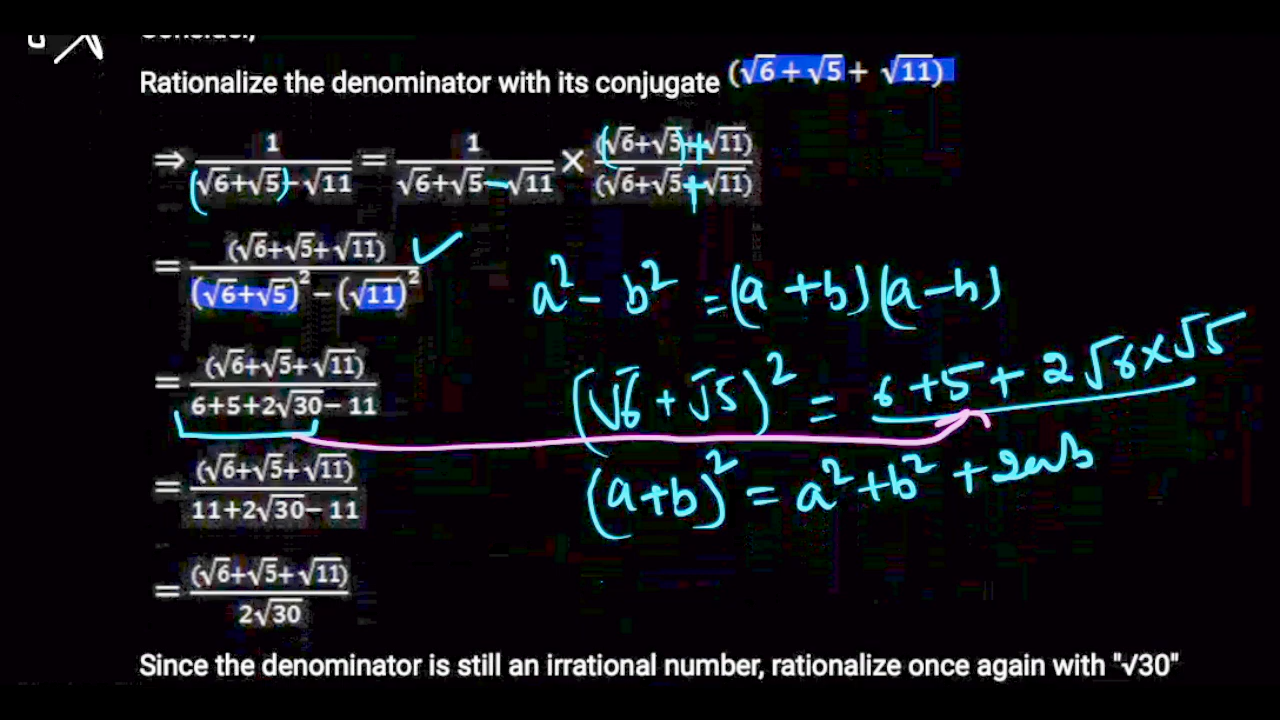 Consider,
Rationalize the denominator with its conjugate (√6 + √5 + √11)
⇒ 1/(√6+√5)-√11 = 1/√6+√5-√11 × (√6+√5)+√11)/(√6+√5+√11)
= (√6+√5+√11)/(√6+√5)² - (√11)² ✓
a² - b² = (a + b)(a - b)
= (√6+√5+√11)/6+5+2√30- 11
(√6 + √5)² = 6 + 5 + 2√6×√5
= (√6+√5+√11)/11+2√30- 11
(a+b)² = a² + b² + 2ab
= (√6+√5+√11)/2√30
Since the denominator is still an irrational number, rationalize once again with "√30"